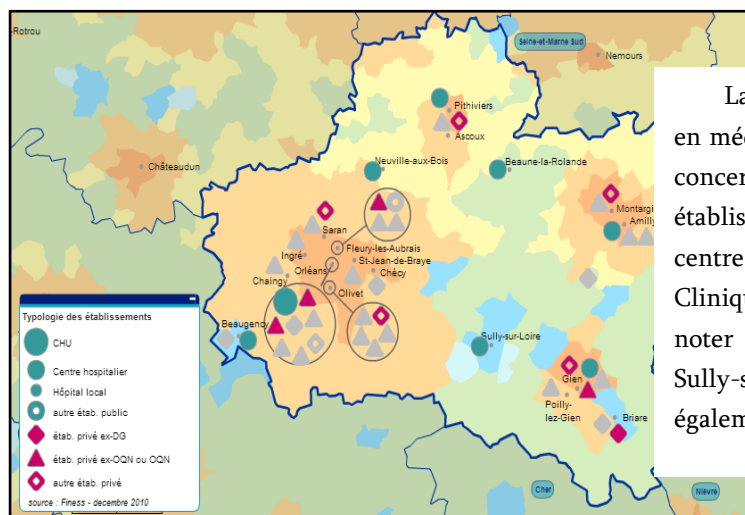 Rotrou
Seine-et-Marne Sud
Nemours
Pithiviers
Ascoux
Châteaudun
Neuville-aux-Bois
Beaune-la-Rolande
Montargi
Amilly
Saran
Fleury-les-Aubrais
St-Jean-de-Braye
Ingré
Orléans
Chécy
Chaingy
Olivet
Beaugency
Sully-sur-Loire
Gien
Poilly-
lez-Gien
Briare
Cher
Nièvre
Typologie des établissements
CHU
Centre hospitalier
Hôpital local
autre étab. public
étab. privé ex-DG
étab. privé ex-OQN ou OQN
autre étab. privé
source : Finess - decembre 2010
La
en méc
concer
établis
centre
Cliniqu
noter
Sully-s
égalem